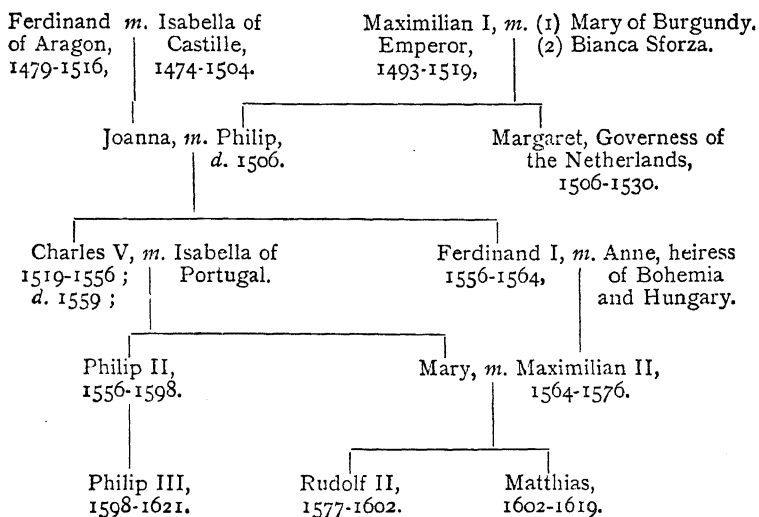 Ferdinand m. Isabella of
of Aragon, Castille,
1479-1516, 1474-1504.
Maximilian I, m. (1) Mary of Burgundy.
Emperor, (2) Bianca Sforza.
1493-1519,
Joanna, m. Philip,
d. 1506.
Margaret, Governess of
the Netherlands,
1506-1530.
Charles V, m. Isabella of
1519-1556 ; Portugal.
d. 1559 ;
Ferdinand I, m. Anne, heiress
1556-1564, of Bohemia
and Hungary.
Philip II,
1556-1598.
Mary, m. Maximilian II,
1564-1576.
Philip III,
1598-1621.
Rudolf II,
1577-1602.
Matthias,
1602-1619.